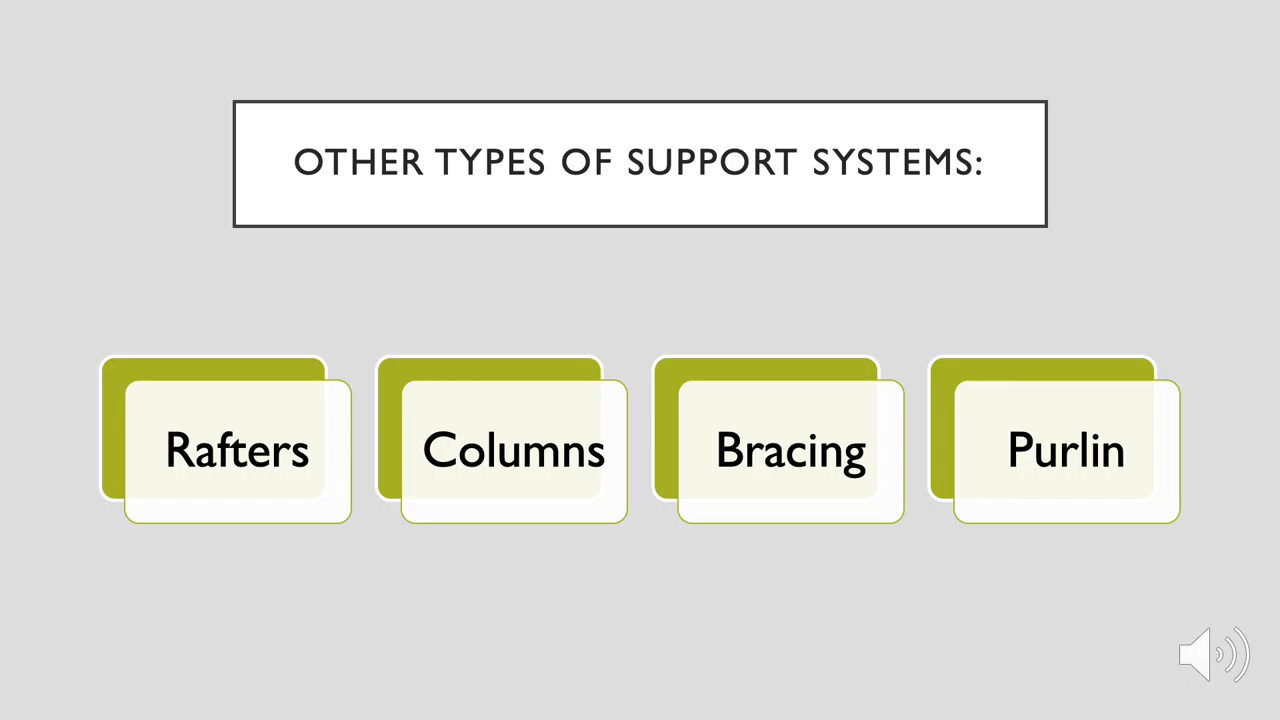 OTHER TYPES OF SUPPORT SYSTEMS:
Rafters
Columns
Bracing
Purlin